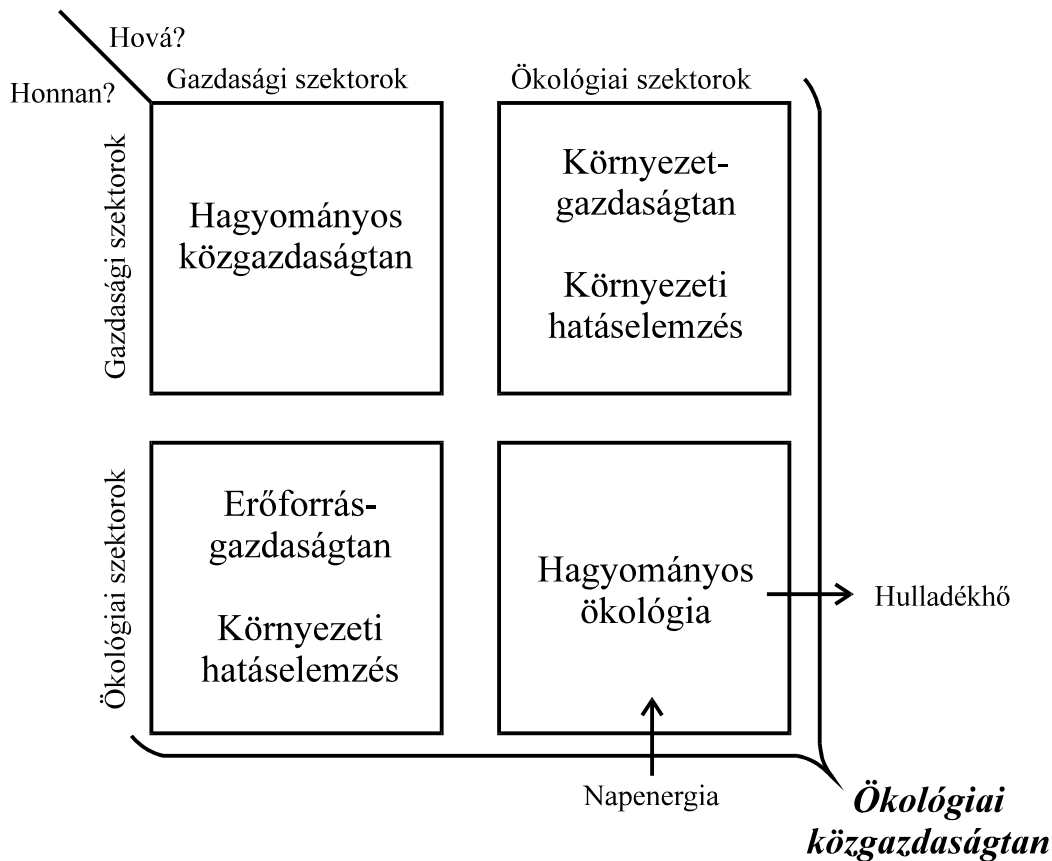 Hová?
Honnan?
Gazdasági szektorok
Ökológiai szektorok
Gazdasági szektorok
Hagyományos
közgazdaságtan
Környezet-
gazdaságtan
Környezeti
hatáselemzés
Ökológiai szektorok
Erőforrás-
gazdaságtan
Környezeti
hatáselemzés
Hagyományos
ökológia
Hulladékhő
Napenergia
Ökológiai
közgazdaságtan